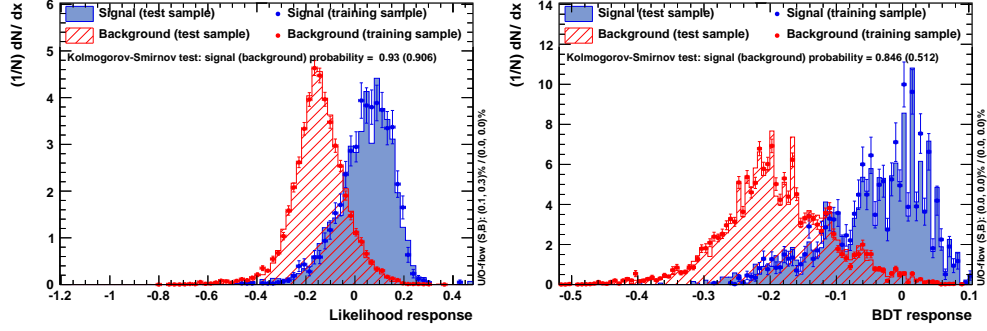 (1/N) dN/ dx
6
5
4
3
2
1
0
Signal (test sample)
Signal (training sample)
Background (test sample)
Background (training sample)
Kolmogorov-Smirnov test: signal (background) probability = 0.93 (0.906)
U/O-flow (S,B): (0.1, 0.3)% / (0.0, 0.0)%
-1.2 -1 -0.8 -0.6 -0.4 -0.2 0 0.2 0.4
Likelihood response
(1/N) dN/ dx
14
12
10
8
6
4
2
0
Signal (test sample)
Signal (training sample)
Background (test sample)
Background (training sample)
Kolmogorov-Smirnov test: signal (background) probability = 0.846 (0.512)
U/O-flow (S,B): (0.0, 0.0)% / (0.0, 0.0)%
-0.5 -0.4 -0.3 -0.2 -0.1 0 0.1
BDT response